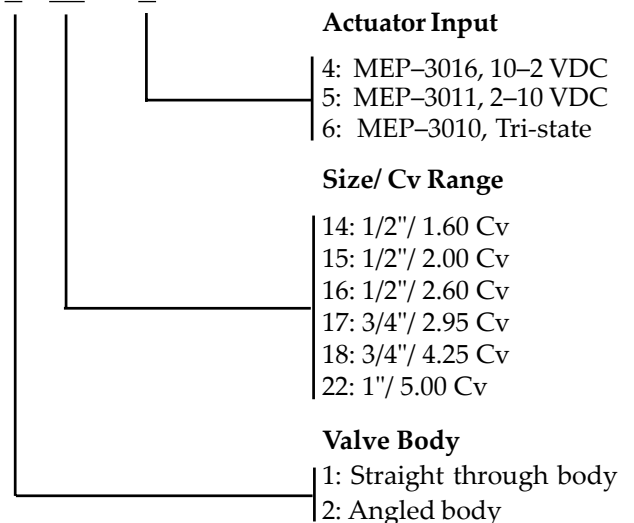 Actuator Input
4: MEP–3016, 10–2 VDC
5: MEP–3011, 2–10 VDC
6: MEP–3010, Tri-state
Size/ Cv Range
14: 1/2"/ 1.60 Cv
15: 1/2"/ 2.00 Cv
16: 1/2"/ 2.60 Cv
17: 3/4"/ 2.95 Cv
18: 3/4"/ 4.25 Cv
22: 1"/ 5.00 Cv
Valve Body
1: Straight through body
2: Angled body